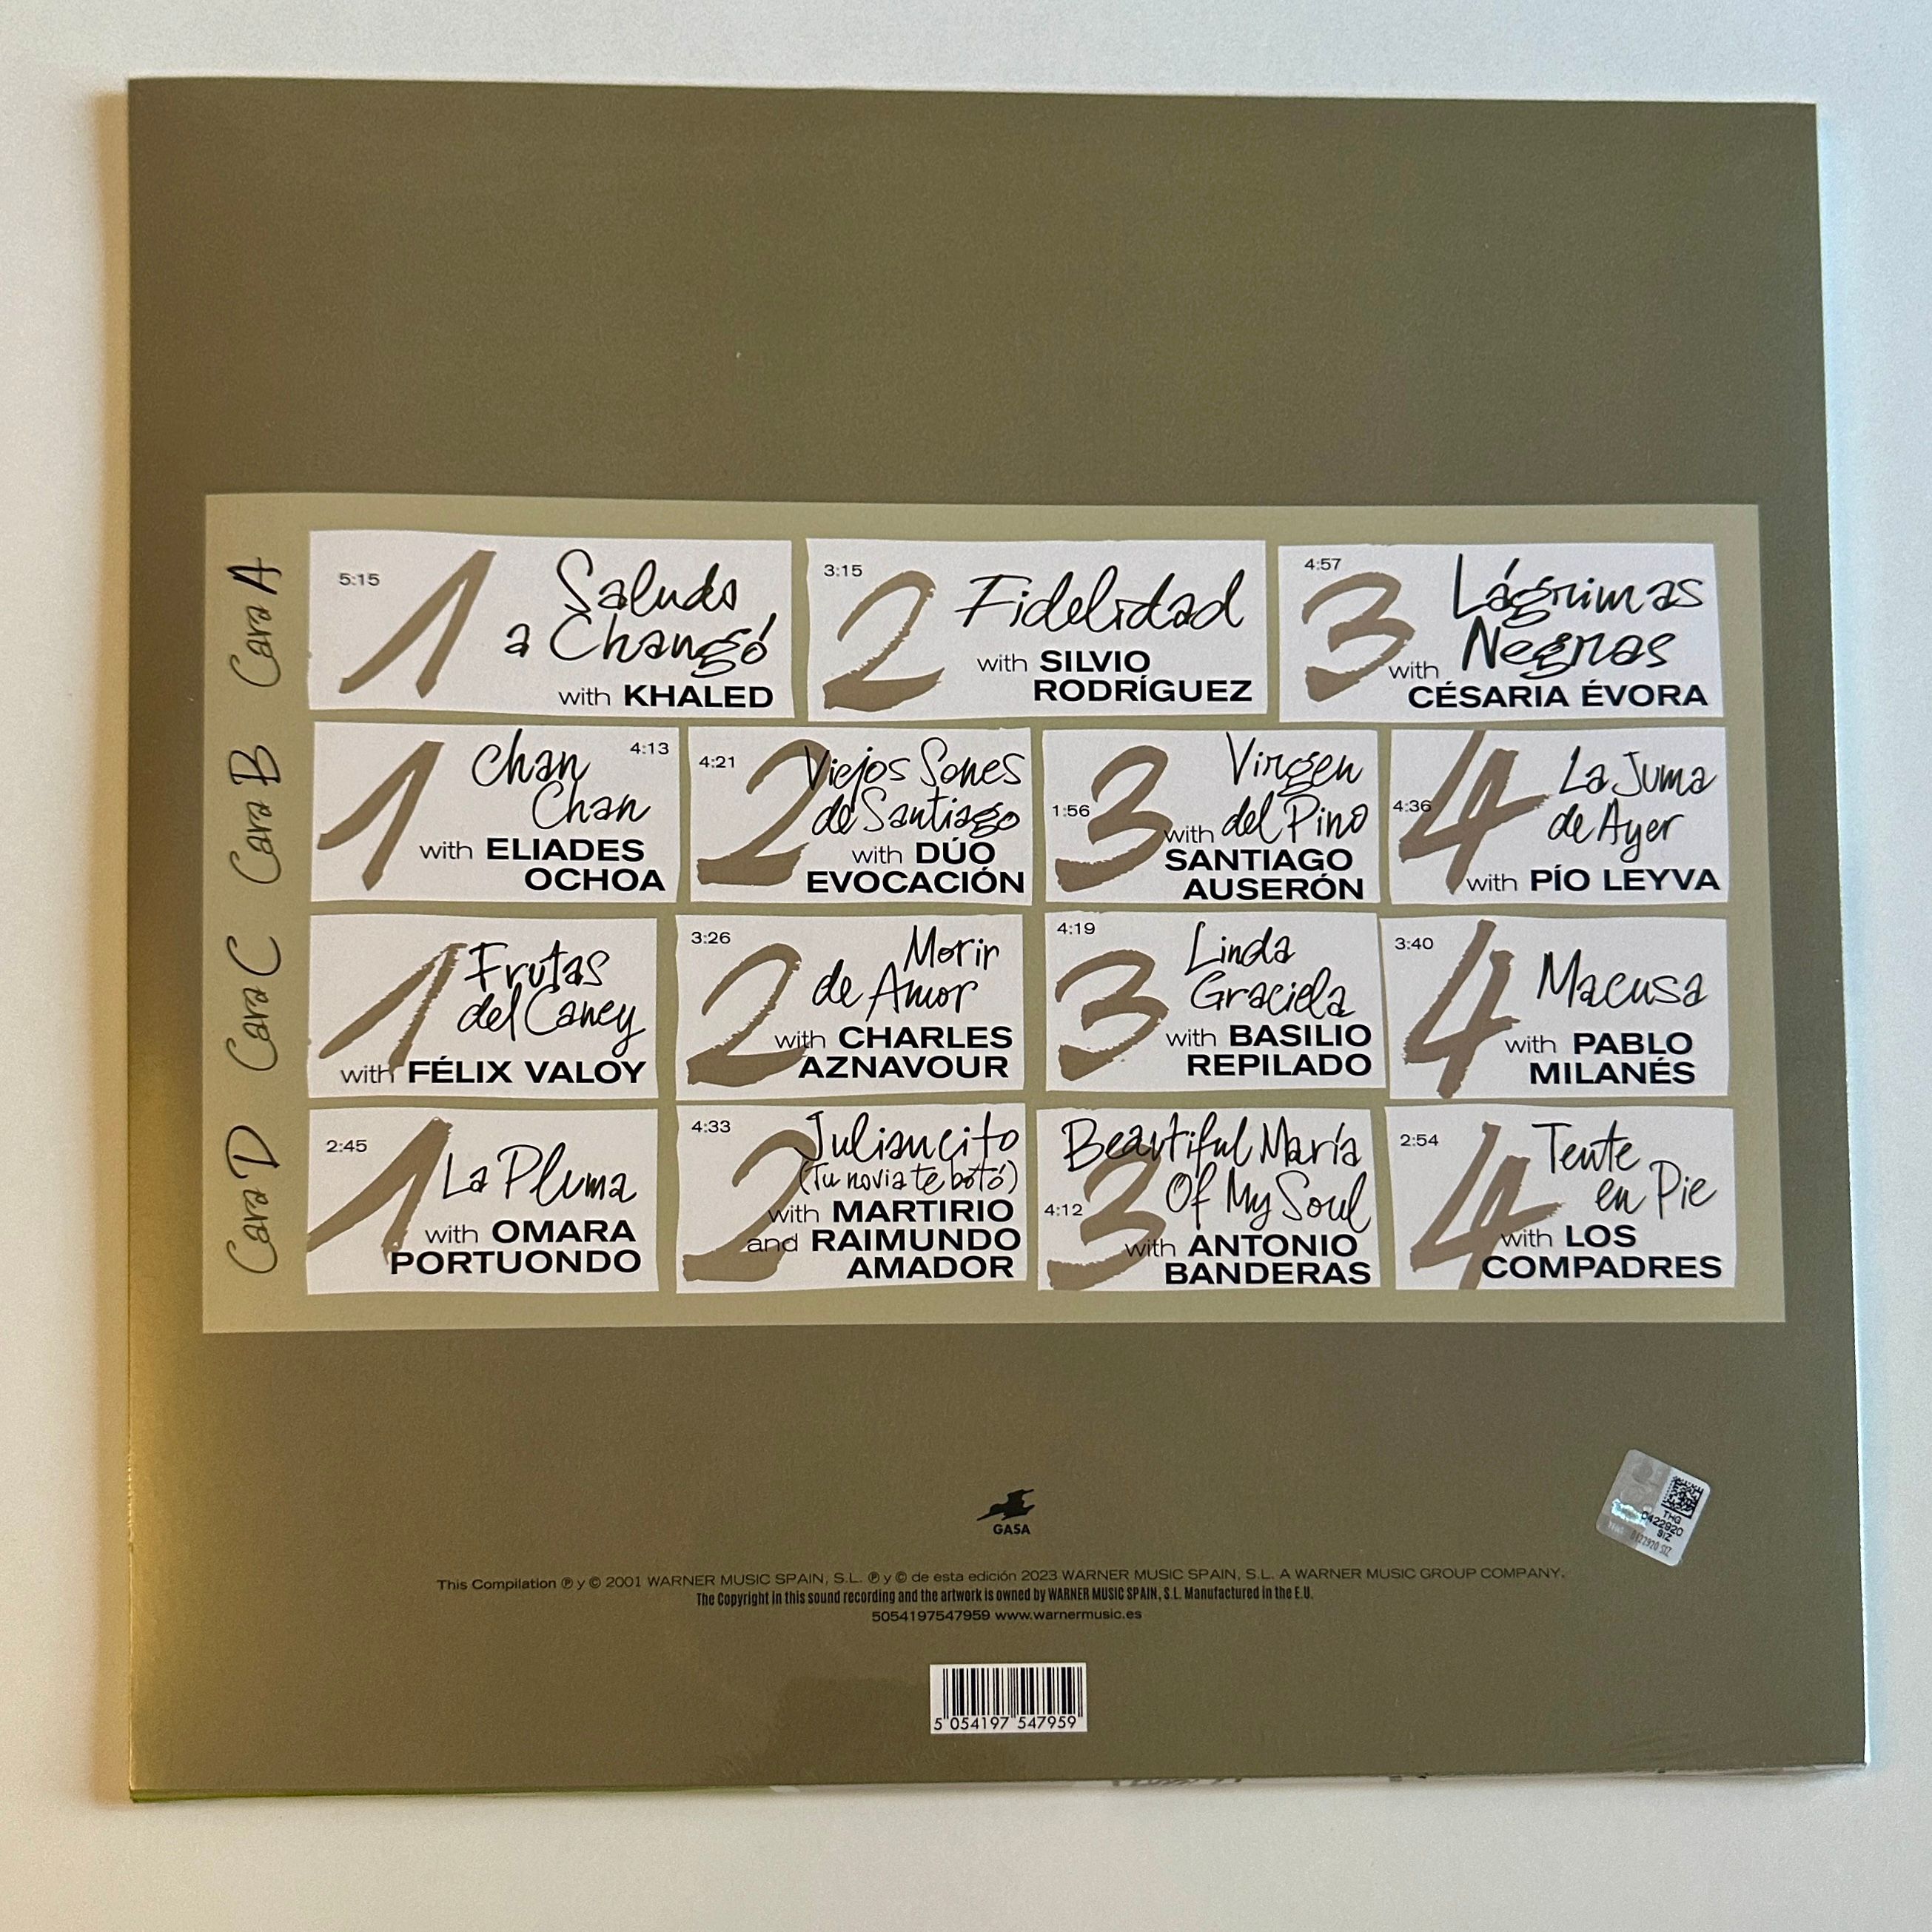 Cara A
5:15
1
Saludo
a Changó
with KHALED
3:15
2
Fidelidad
with SILVIO
RODRÍGUEZ
4:57
3
Lágrimas
Negras
with
CÉSARIA ÉVORA
Cara B
1
Chan
Chan
4:13
with ELIADES
OCHOA
4:21
2
Viejos Sones
de Santiago
with DÚO
EVOCACIÓN
1:56
3
Virgen
del Pino
with
SANTIAGO
AUSERÓN
4:36
4
La Juma
de Ayer
with PÍO LEYVA
Cara C
1
Frutas
del Caney
with FÉLIX VALOY
3:26
2
Morir
de Amor
with CHARLES
AZNAVOUR
4:19
3
Linda
Graciela
with BASILIO
REPILADO
3:40
4
Macusa
with PABLO
MILANÉS
Cara D
2:45
1
La Pluma
with OMARA
PORTUONDO
4:33
2
Juliancito
(Tu novia te botó)
with MARTIRIO
and RAIMUNDO
AMADOR
4:12
3
Beautiful María
Of My Soul
with ANTONIO
BANDERAS
2:54
4
Tente
en Pie
with LOS
COMPADRES
GASA
THG
0422920
SIZ
0422920 SIZ
This Compilation ℗ y © 2001 WARNER MUSIC SPAIN, S.L. ℗ y © de esta edición 2023 WARNER MUSIC SPAIN, S.L. A WARNER MUSIC GROUP COMPANY.
The Copyright in this sound recording and the artwork is owned by WARNER MUSIC SPAIN, S.L. Manufactured in the E.U.
5054197547959 www.warnermusic.es
5 054197 547959